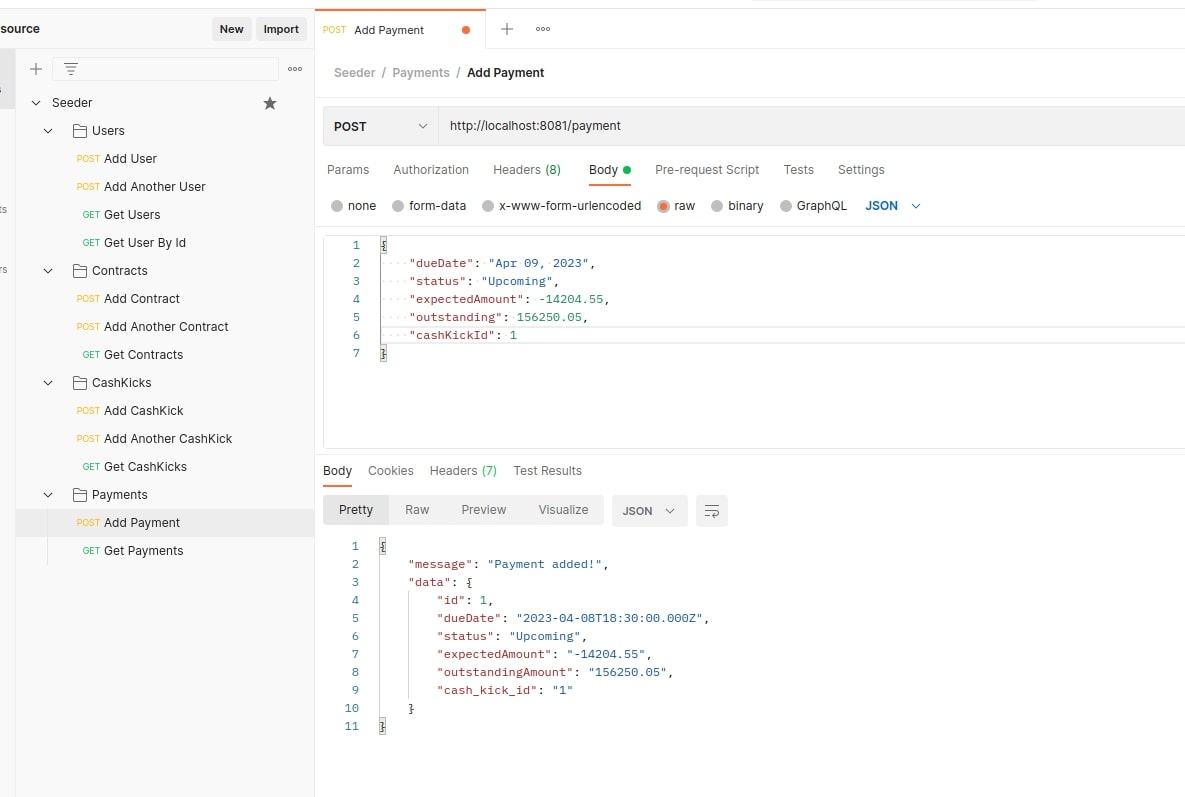 source
New Import
POST Add Payment
Seeder / Payments / Add Payment
Seeder
Users
POST Add User
POST Add Another User
GET Get Users
GET Get User By Id
Contracts
POST Add Contract
POST Add Another Contract
GET Get Contracts
CashKicks
POST Add CashKick
POST Add Another CashKick
GET Get CashKicks
Payments
POST Add Payment
GET Get Payments
POST http://localhost:8081/payment
Params Authorization Headers (8) Body Pre-request Script Tests Settings
none form-data x-www-form-urlencoded raw binary GraphQL JSON
1 {
2 "dueDate": "Apr 09, 2023",
3 "status": "Upcoming",
4 "expectedAmount": -14204.55,
5 "outstanding": 156250.05,
6 "cashKickId": 1
7 }
Body Cookies Headers (7) Test Results
Pretty Raw Preview Visualize JSON
1 {
2 "message": "Payment added!",
3 "data": {
4 "id": 1,
5 "dueDate": "2023-04-08T18:30:00.000Z",
6 "status": "Upcoming",
7 "expectedAmount": "-14204.55",
8 "outstandingAmount": "156250.05",
9 "cash_kick_id": "1"
10 }
11 }